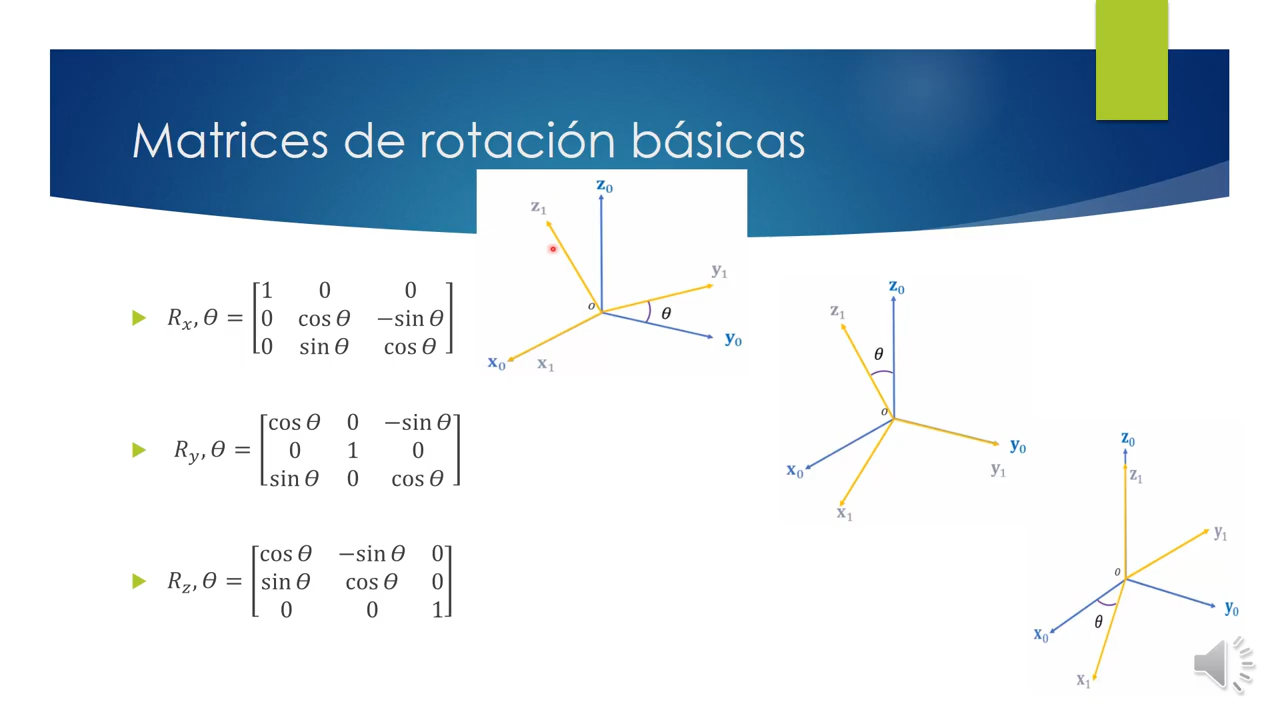 Matrices de rotación básicas
z₀
z₁
y₁
o
θ
y₀
x₀ x₁
R_x, θ = [1 0 0
0 cos θ −sin θ
0 sin θ cos θ]
z₀
z₁
θ
o
y₀
x₀
y₁
x₁
R_y, θ = [cos θ 0 −sin θ
0 1 0
sin θ 0 cos θ]
z₀
z₁
y₁
o
y₀
θ
x₀
x₁
R_z, θ = [cos θ −sin θ 0
sin θ cos θ 0
0 0 1]